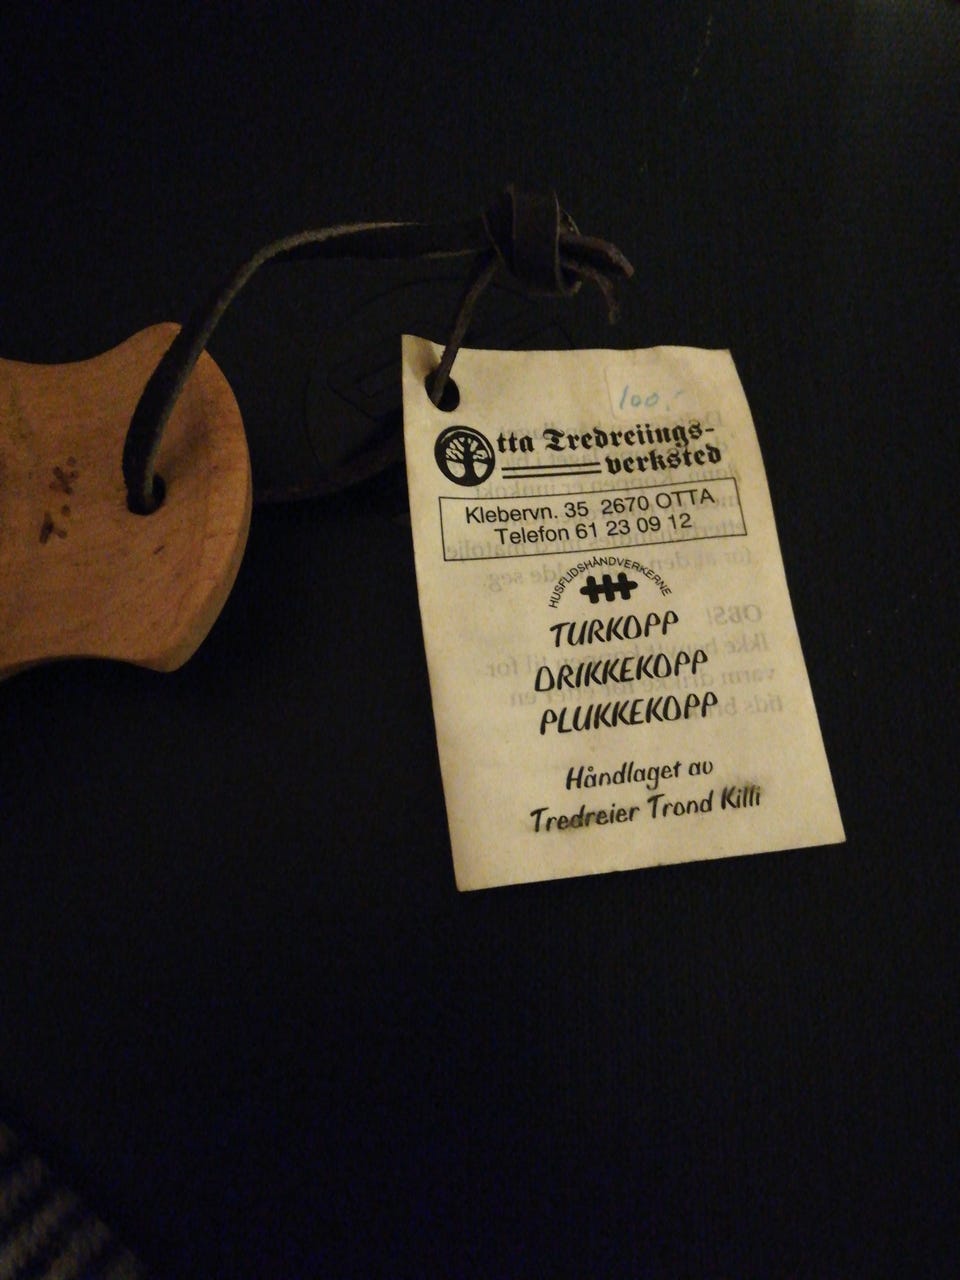 100.-
Otta Tredreiings-
verksted
Klebervn. 35 2670 OTTA
Telefon 61 23 09 12
HUSFLIDSHÅNDVERKERNE
TURKOPP
DRIKKEKOPP
PLUKKEKOPP
Håndlaget av
Tredreier Trond Killi